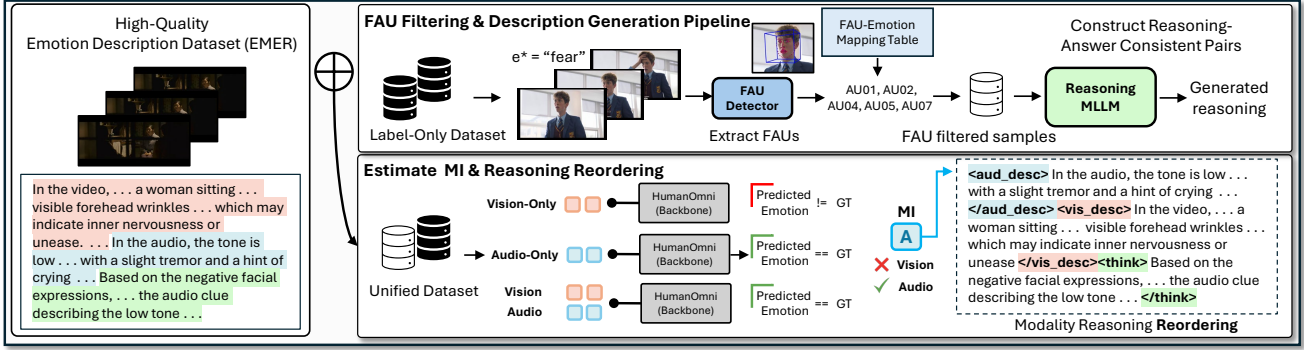 High-Quality
Emotion Description Dataset (EMER)
In the video, . . . a woman sitting . . .
visible forehead wrinkles . . . which may
indicate inner nervousness or
unease. . . . In the audio, the tone is
low . . . with a slight tremor and a hint of
crying . . . Based on the negative facial
expressions, . . . the audio clue
describing the low tone . . .
FAU Filtering & Description Generation Pipeline
Label-Only Dataset
e* = "fear"
FAU
Detector
Extract FAUs
FAU-Emotion
Mapping Table
AU01, AU02,
AU04, AU05, AU07
FAU filtered samples
Construct Reasoning-
Answer Consistent Pairs
Reasoning
MLLM
Generated
reasoning
Estimate MI & Reasoning Reordering
Unified Dataset
Vision-Only
HumanOmni
(Backbone)
Predicted
Emotion != GT
Audio-Only
HumanOmni
(Backbone)
Predicted
Emotion == GT
Vision
Audio
HumanOmni
(Backbone)
Predicted
Emotion == GT
MI
A
Vision
Audio
<aud_desc> In the audio, the tone is low . . .
with a slight tremor and a hint of crying . . .
</aud_desc> <vis_desc> In the video, . . . a
woman sitting . . . visible forehead wrinkles . . .
which may indicate inner nervousness or
unease </vis_desc><think> Based on the
negative facial expressions, . . . the audio clue
describing the low tone . . . </think>
Modality Reasoning Reordering